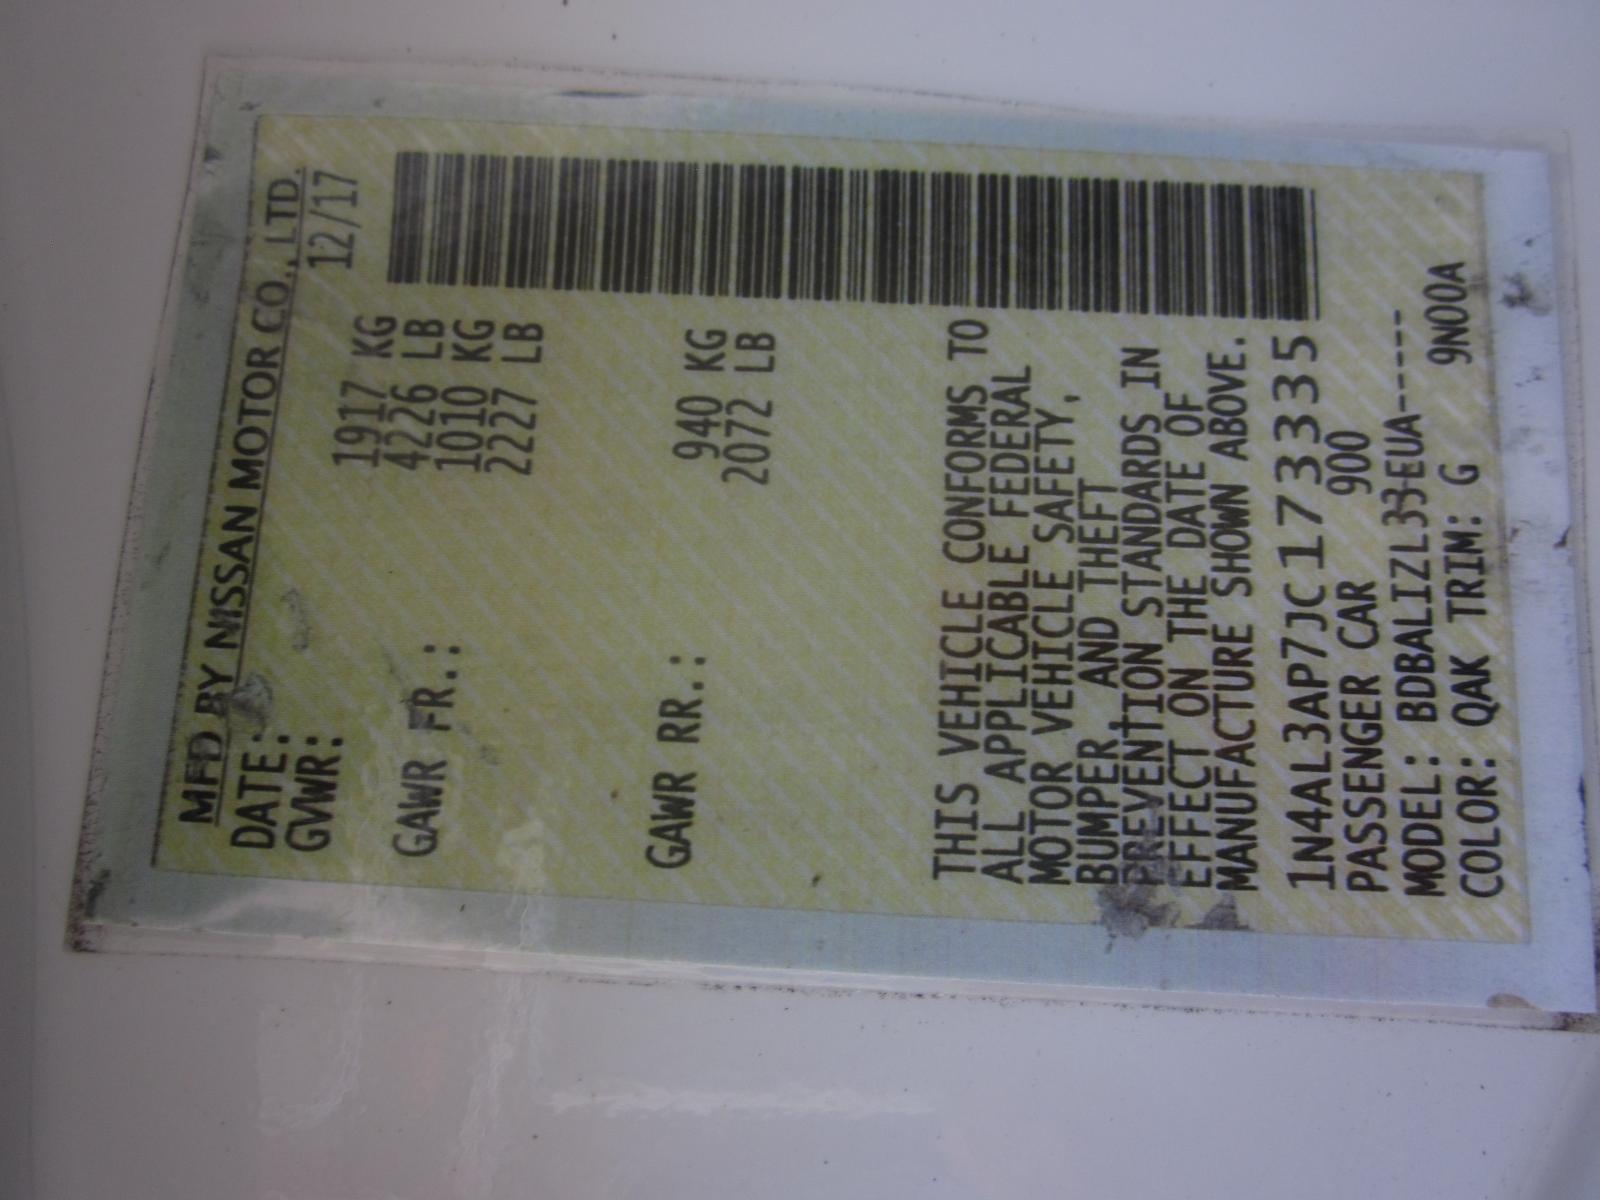 MFD BY NISSAN MOTOR CO., LTD.
DATE: 12/17
GVWR: 1917 KG
4226 LB
GAWR FR.: 1010 KG
2227 LB
GAWR RR.: 940 KG
2072 LB
THIS VEHICLE CONFORMS TO
ALL APPLICABLE FEDERAL
MOTOR VEHICLE SAFETY,
BUMPER, AND THEFT
PREVENTION STANDARDS IN
EFFECT ON THE DATE OF
MANUFACTURE SHOWN ABOVE.
1N4AL3AP7JC173335
PASSENGER CAR 900
MODEL: BDBALIZL33EUA-----
COLOR: QAK TRIM: G 9N00A